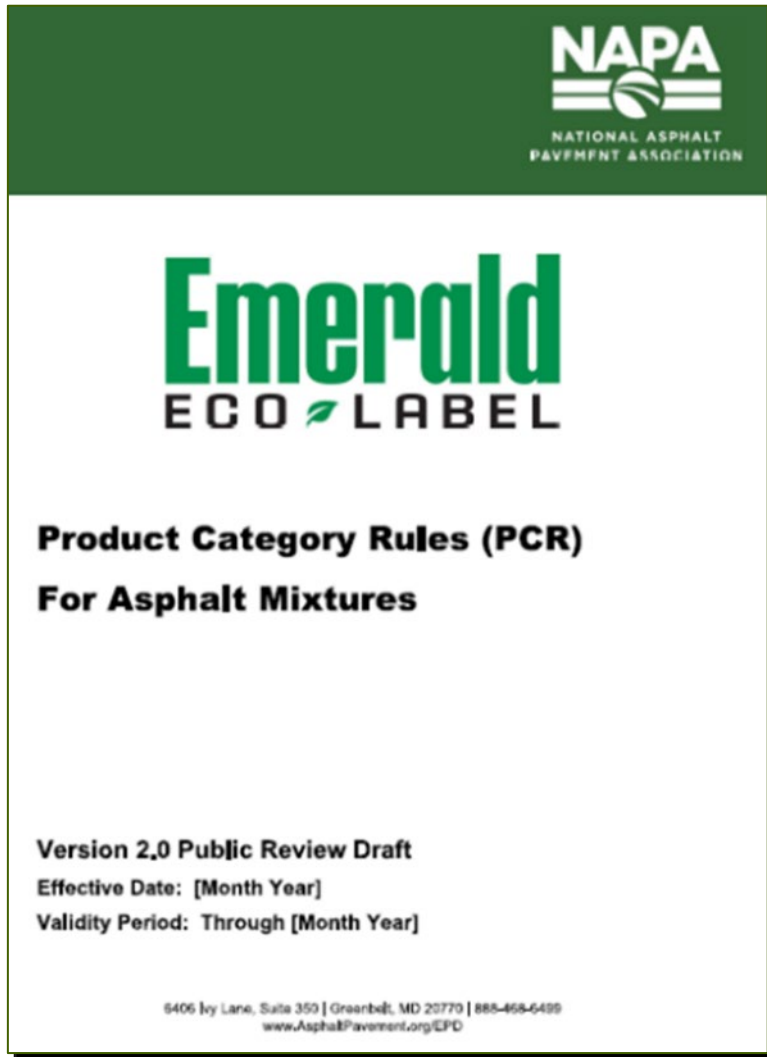 NAPA
NATIONAL ASPHALT
PAVEMENT ASSOCIATION
Emerald
ECO LABEL
Product Category Rules (PCR)
For Asphalt Mixtures
Version 2.0 Public Review Draft
Effective Date: [Month Year]
Validity Period: Through [Month Year]
6406 Ivy Lane, Suite 350 | Greenbelt, MD 20770 | 888-468-6499
www.AsphaltPavement.org/EPD